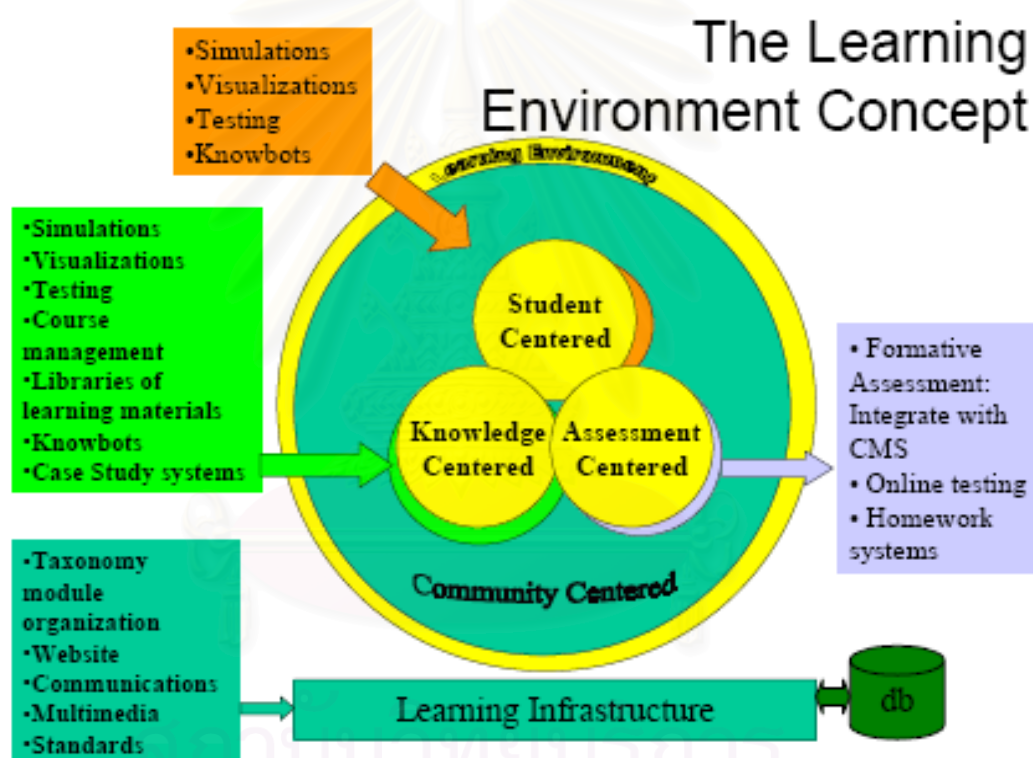 The Learning
Environment Concept
•Simulations
•Visualizations
•Testing
•Knowbots
Learning Environment
•Simulations
•Visualizations
•Testing
•Course
management
•Libraries of
learning materials
•Knowbots
•Case Study systems
Student
Centered
Knowledge
Centered
Assessment
Centered
Community Centered
• Formative
Assessment:
Integrate with
CMS
• Online testing
• Homework
systems
•Taxonomy
module
organization
•Website
•Communications
•Multimedia
•Standards
Learning Infrastructure
db